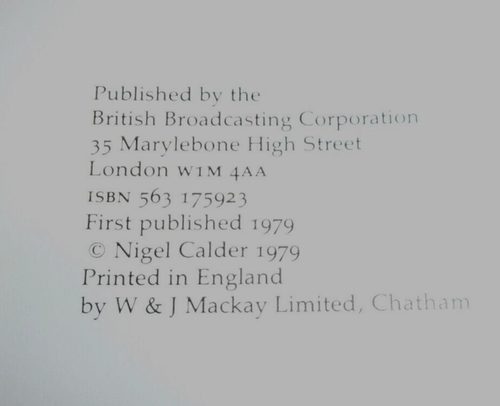 Published by the
British Broadcasting Corporation
35 Marylebone High Street
London W1M 4AA
ISBN 563 175923
First published 1979
© Nigel Calder 1979
Printed in England
by W & J Mackay Limited, Chatham